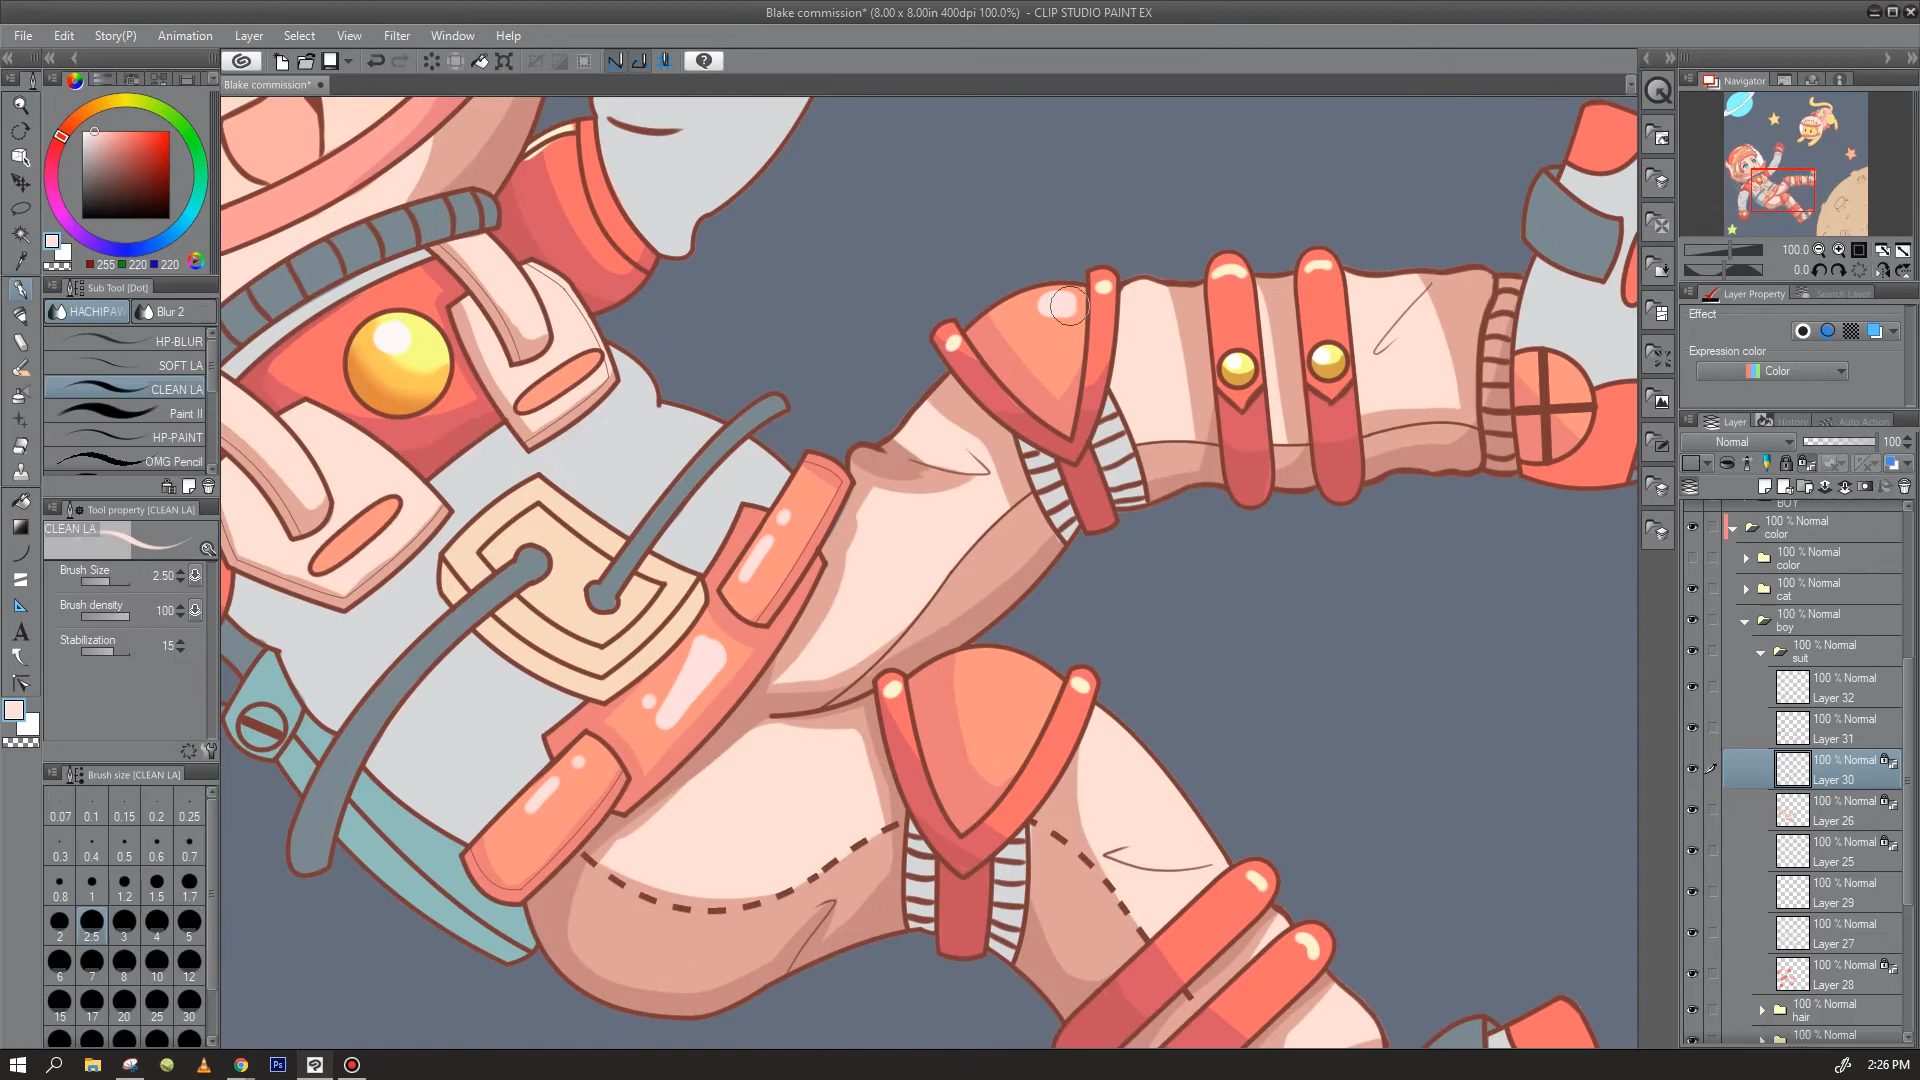 Blake commission* (8.00 x 8.00in 400dpi 100.0%) - CLIP STUDIO PAINT EX
File Edit Story(P) Animation Layer Select View Filter Window Help
Blake commission*
Navigator
100.0
0.0
255 220 220
Sub Tool [Dot]
HACHIPAW Blur 2
HP-BLUR
SOFT LA
CLEAN LA
Paint II
HP-PAINT
OMG Pencil
Tool property [CLEAN LA]
CLEAN LA
Brush Size 2.50
Brush density 100
Stabilization 15
Brush size [CLEAN LA]
0.07 0.1 0.15 0.2 0.25
0.3 0.4 0.5 0.6 0.7
0.8 1 1.2 1.5 1.7
2 2.5 3 4 5
6 7 8 10 12
15 17 20 25 30
Layer Property Search Layer
Effect
Expression color
Color
Layer History Auto Action
Normal 100
BOY
100 % Normal
color
100 % Normal
color
100 % Normal
cat
100 % Normal
boy
100 % Normal
suit
100 % Normal
Layer 32
100 % Normal
Layer 31
100 % Normal
Layer 30
100 % Normal
Layer 26
100 % Normal
Layer 25
100 % Normal
Layer 29
100 % Normal
Layer 27
100 % Normal
Layer 28
100 % Normal
hair
100 % Normal
Ps
2:26 PM